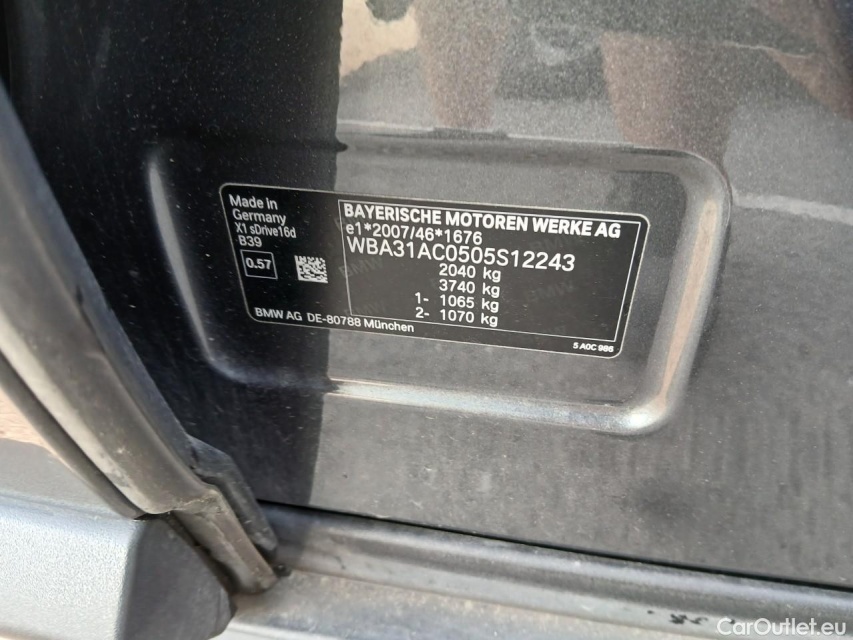 Made in
Germany
X1 sDrive16d
B39
0.57
BAYERISCHE MOTOREN WERKE AG
e1*2007/46*1676
WBA31AC0505S12243
2040 kg
3740 kg
1- 1065 kg
2- 1070 kg
BMW AG DE-80788 München
5 A0C 986
CarOutlet.eu